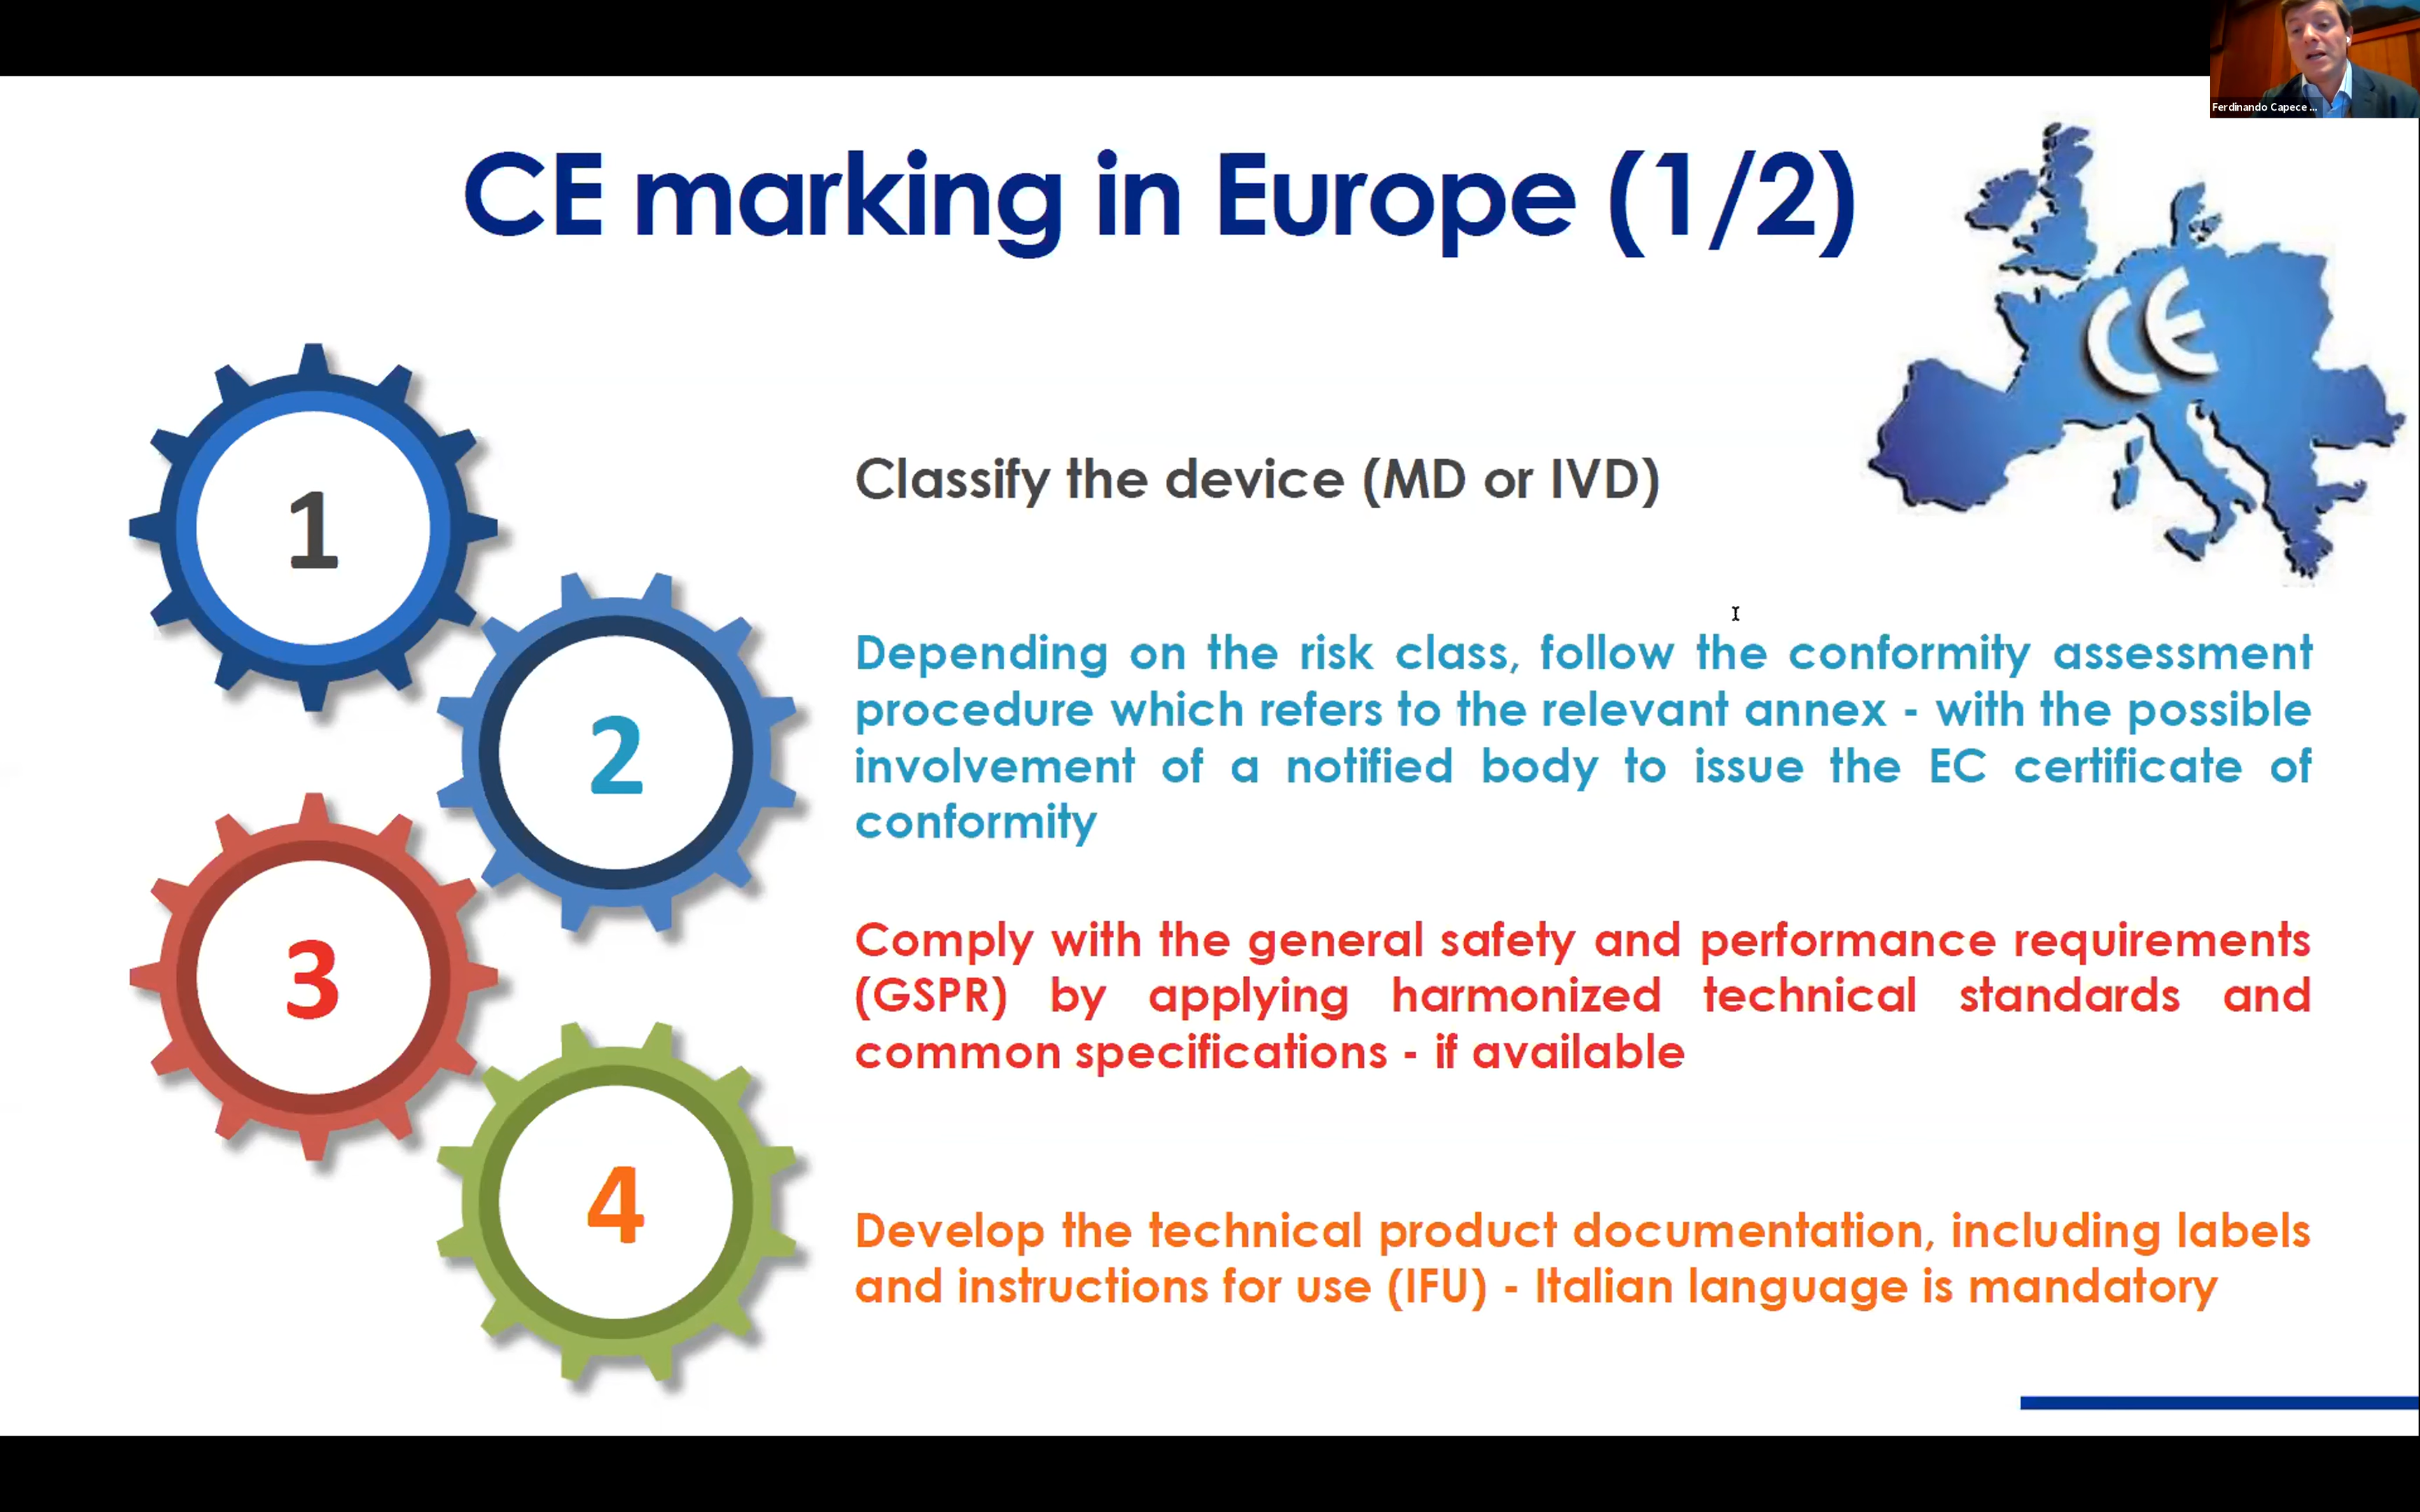 Ferdinando Capece ...
CE marking in Europe (1/2)
CE
1
Classify the device (MD or IVD)
2
Depending on the risk class, follow the conformity assessment
procedure which refers to the relevant annex - with the possible
involvement of a notified body to issue the EC certificate of
conformity
3
Comply with the general safety and performance requirements
(GSPR) by applying harmonized technical standards and
common specifications - if available
4
Develop the technical product documentation, including labels
and instructions for use (IFU) - Italian language is mandatory